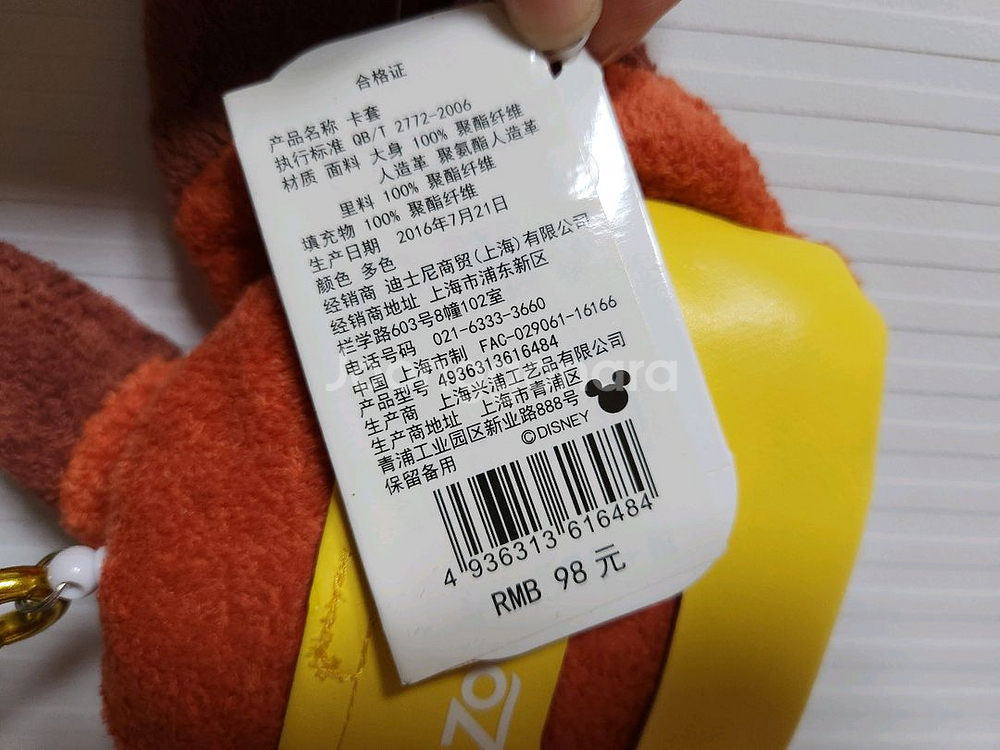 合格证
产品名称 卡套
执行标准 QB/T 2772-2006
材质 面料 大身 100% 聚酯纤维
人造革 聚氨酯人造革
里料 100% 聚酯纤维
填充物 100% 聚酯纤维
生产日期 2016年7月21日
颜色 多色
经销商 迪士尼商贸(上海)有限公司
经销商地址 上海市浦东新区
栏学路603号8幢102室
电话号码 021-6333-3660
中国 上海市制 FAC-029061-16166
产品型号 4936313616484
生产商 上海兴浦工艺品有限公司
生产商地址 上海市青浦区
青浦工业园区新业路888号
保留备用
©DISNEY
4 936313 616484
RMB 98 元
Zo